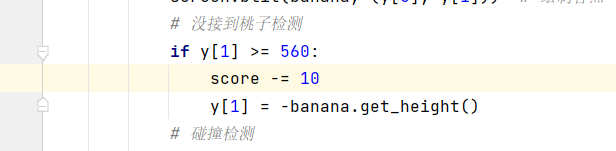 # 没接到桃子检测
if y[1] >= 560:
score -= 10
y[1] = -banana.get_height()
# 碰撞检测